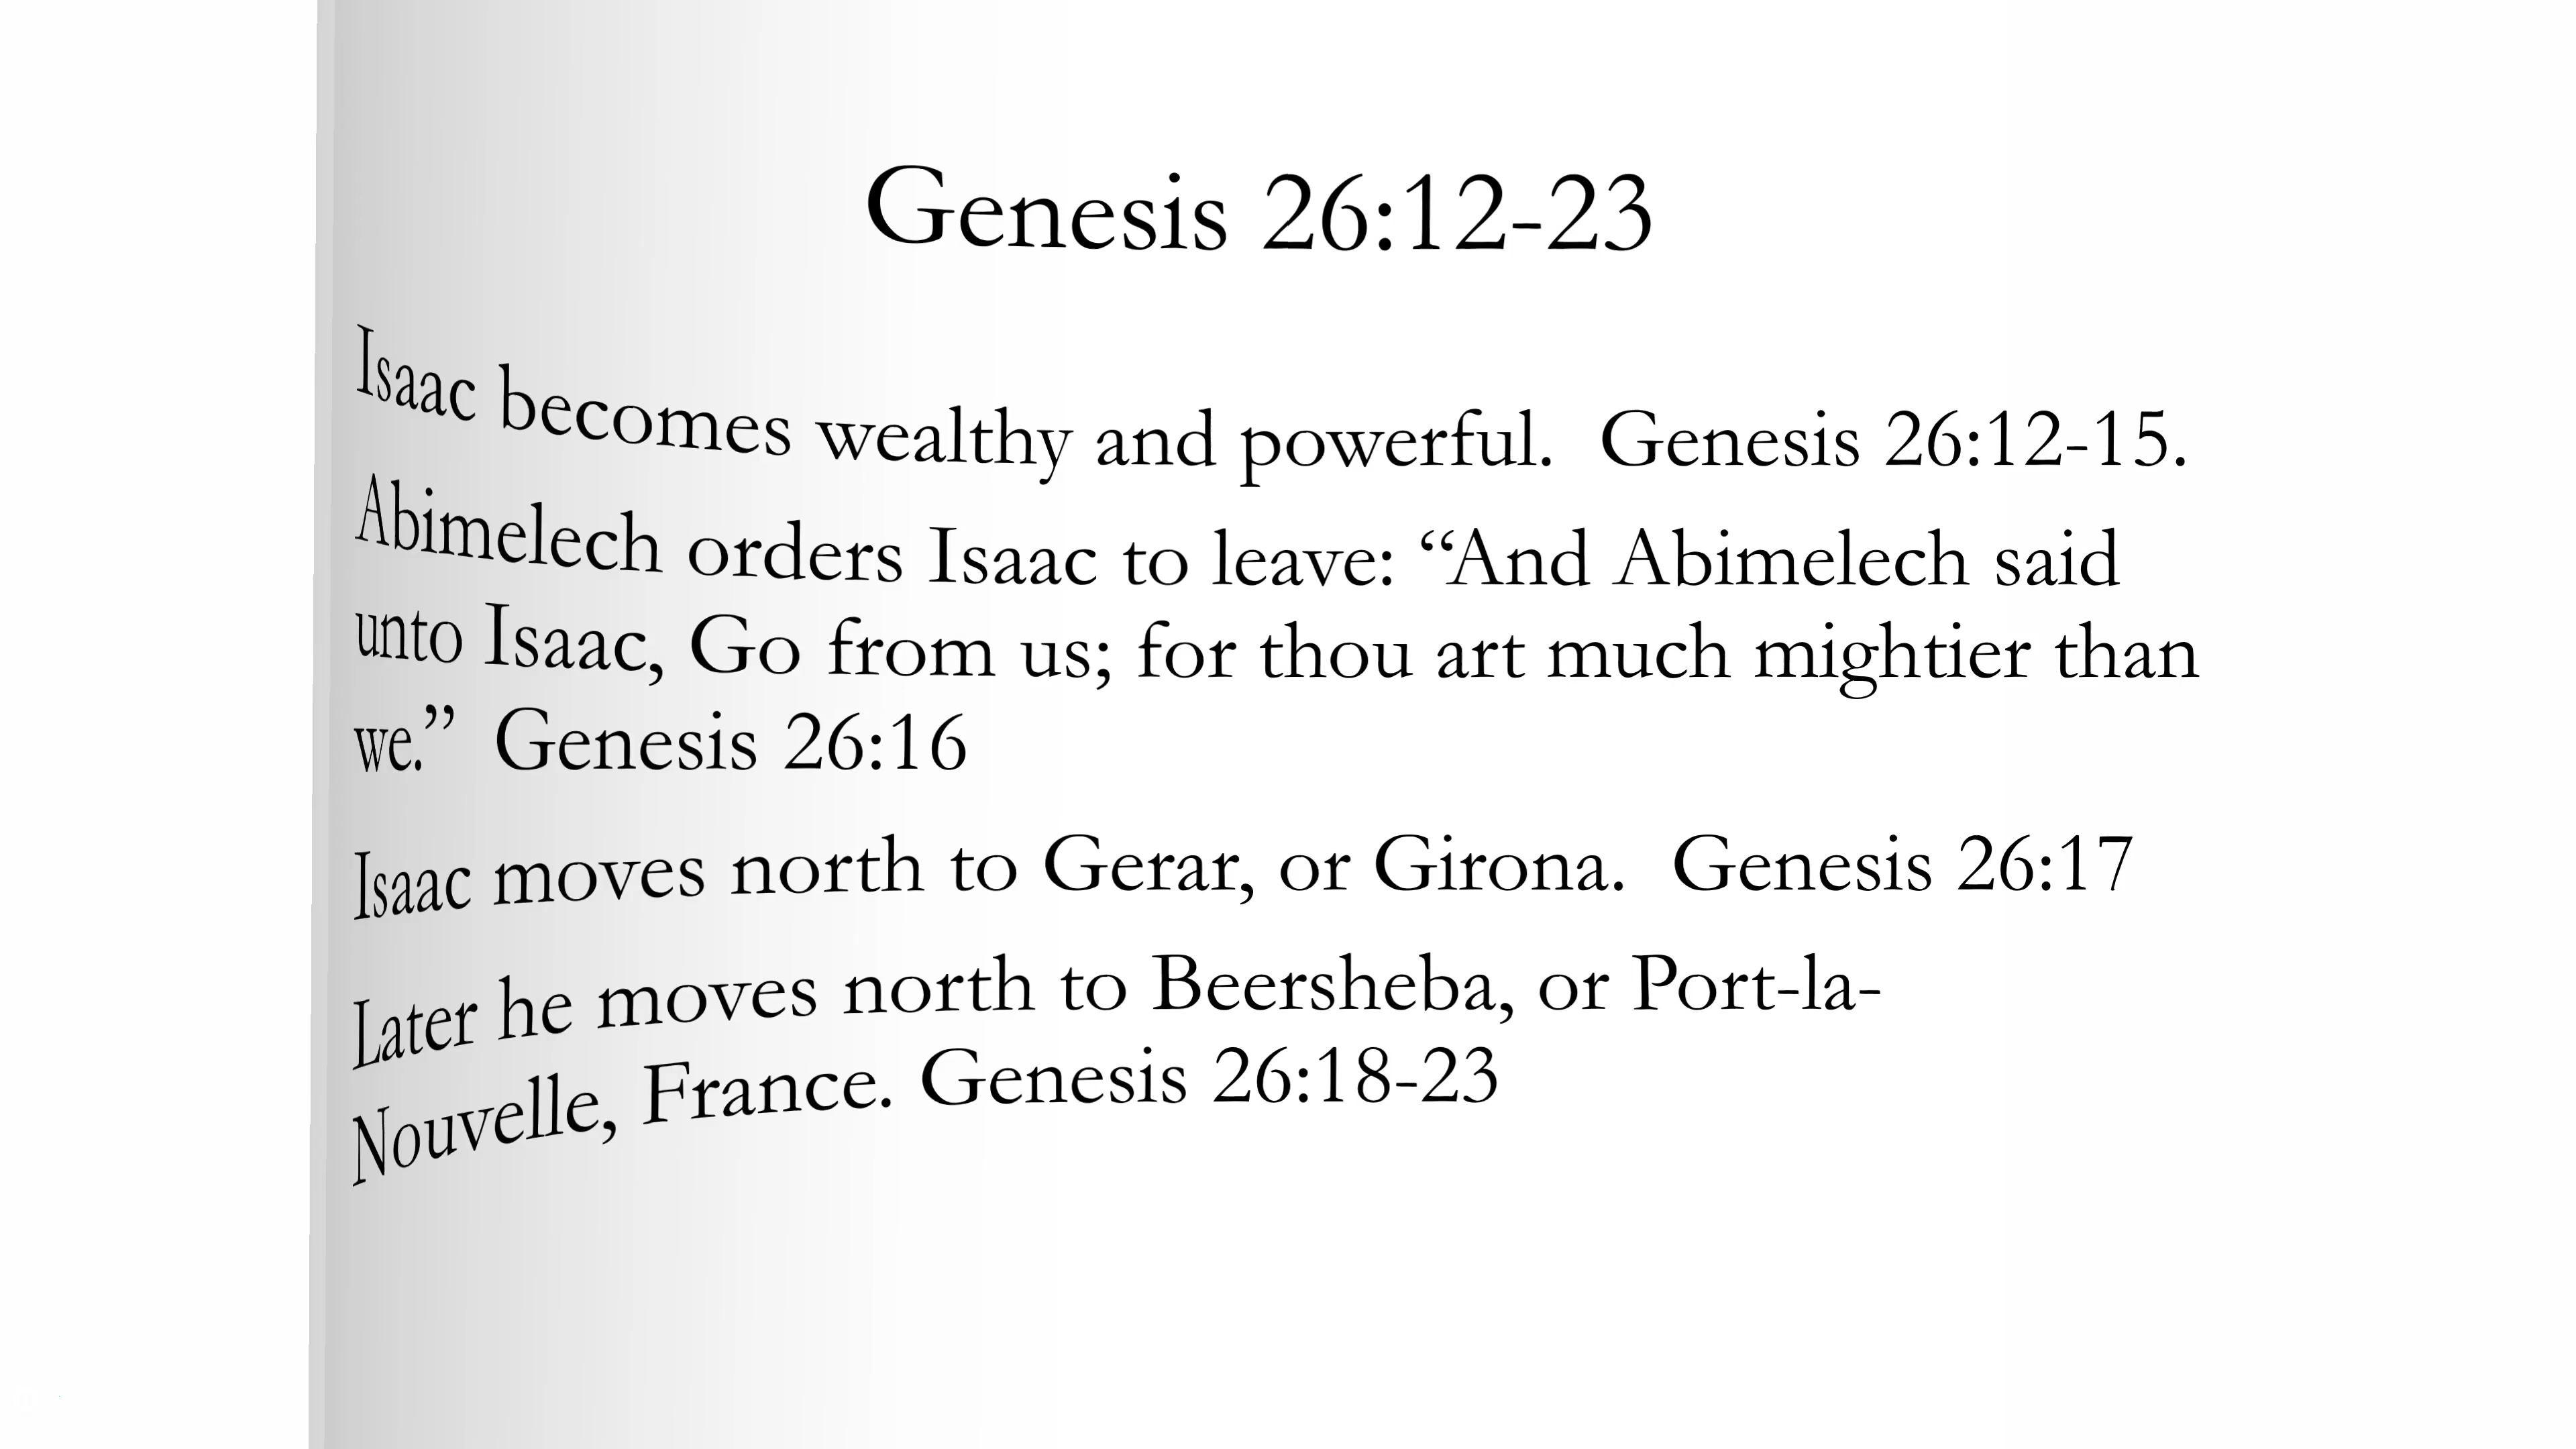 Genesis 26:12-23
Isaac becomes wealthy and powerful.  Genesis 26:12-15.
Abimelech orders Isaac to leave: “And Abimelech said
unto Isaac, Go from us; for thou art much mightier than
we.”  Genesis 26:16
Isaac moves north to Gerar, or Girona.  Genesis 26:17
Later he moves north to Beersheba, or Port-la-
Nouvelle, France. Genesis 26:18-23